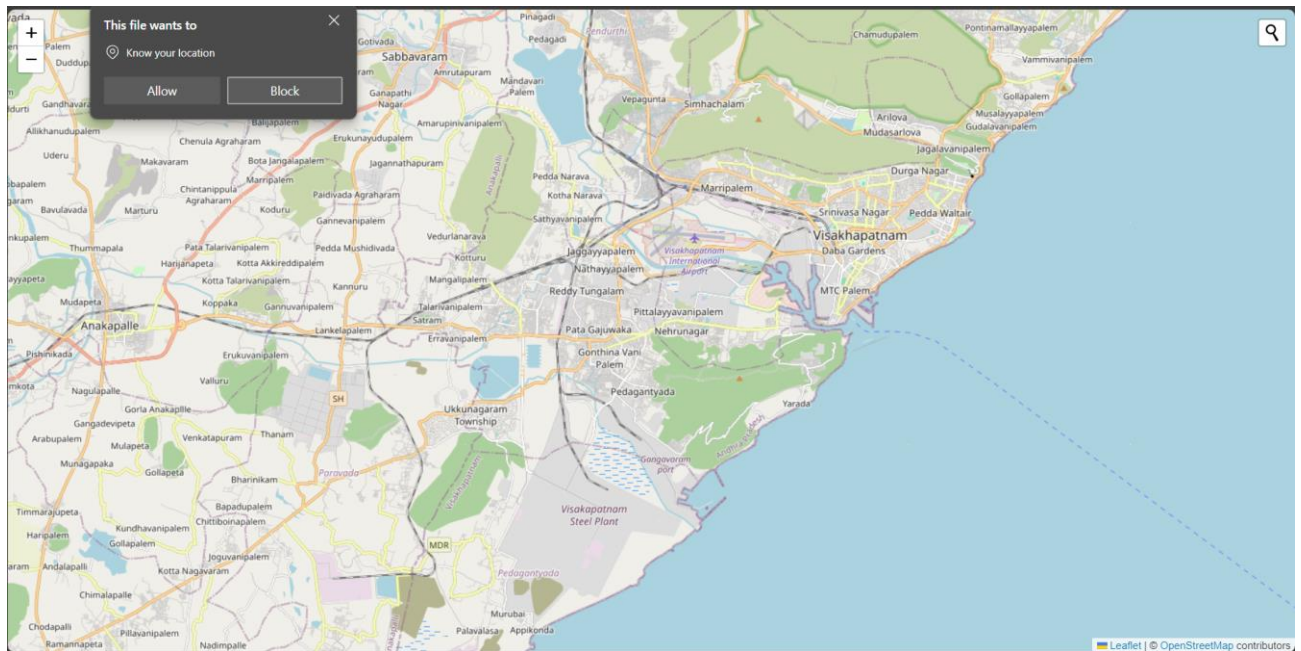 This file wants to
Know your location
Allow
Block
+
−
Pinagadi
Pedagadi
Pendurthi
Chamudupalem
Pontinamallayyapalem
Vammivanipalem
Gotivada
Sabbavaram
Amrutapuram
Mandavari
Palem
Palem
Ganapathi
Nagar
Vepagunta
Simhachalam
Gollapalem
Musalayyapalem
Gudalavanipalem
Arilova
Mudasarlova
Jagalavanipalem
Allikhanudupalem
Chenula Agraharam
Erukunayudupalem
Amarupinivanipalem
Uderu
Makavaram
Bota Jangalapalem
Jagannathapuram
Anakapalli
Marripalem
Pedda Narava
Durga Nagar
Chintanippula
Agraharam
Paidivada Agraharam
Kotha Narava
Marripalem
Bavulavada
Marturu
Koduru
Gannevanipalem
Sathyavanipalem
Srinivasa Nagar
Pedda Waltair
Visakhapatnam
Thummapala
Pata Talarivanipalem
Pedda Mushidivada
Vedurlanarava
Jaggayyapalem
Visakhapatnam
International
Airport
Daba Gardens
Harijanapeta
Kotta Akkireddipalem
Kotturu
Nathayyapalem
Kotta Talarivanipalem
Kannuru
Mangalipalem
Reddy Tungalam
MTC Palem
Mudapeta
Koppaka
Gannuvanipalem
Talarivanipalem
Pittalayyavanipalem
Anakapalle
Lankelapalem
Satram
Erravanipalem
Pata Gajuwaka
Nehrunagar
Pishinikada
Erukuvanipalem
Gonthina Vani
Palem
Valluru
Nagulapalle
SH
Pedagantyada
Gorla Anakapllle
Ukkunagaram
Township
Yarada
Gangadevipeta
Arabupalem
Mulapeta
Venkatapuram
Thanam
Andhra Pradesh
Munagapaka
Gollapeta
Paravada
Visakhapatnam
Gangavaram
port
Bharinikam
Timmarajupeta
Bapadupalem
Chittiboinapalem
Visakapatnam
Steel Plant
Kundhavanipalem
Haripalem
Gollapalem
Joguvanipalem
MDR
Andalapalli
Kotta Nagavaram
Pedagantyada
Chimalapalle
Murubai
Chodapalli
Pillavanipalem
Palavalasa
Appikonda
Ramannapeta
Nadimpalle
Leaflet | © OpenStreetMap contributors